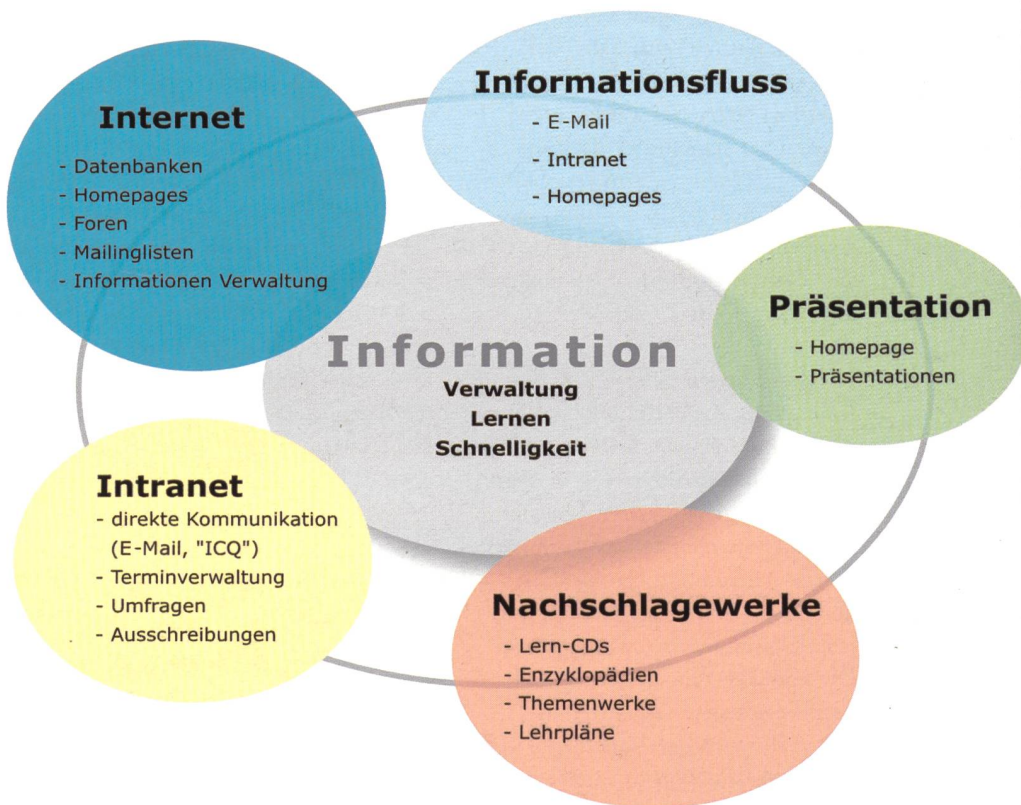 Internet
- Datenbanken
- Homepages
- Foren
- Mailinglisten
- Informationen Verwaltung
Informationsfluss
- E-Mail
- Intranet
- Homepages
Präsentation
- Homepage
- Präsentationen
Information
Verwaltung
Lernen
Schnelligkeit
Intranet
- direkte Kommunikation
(E-Mail, "ICQ")
- Terminverwaltung
- Umfragen
- Ausschreibungen
Nachschlagewerke
- Lern-CDs
- Enzyklopädien
- Themenwerke
- Lehrpläne